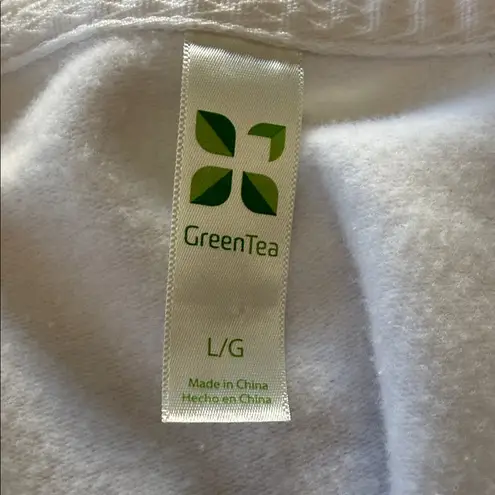 GreenTea
L/G
Made in China
Hecho en China